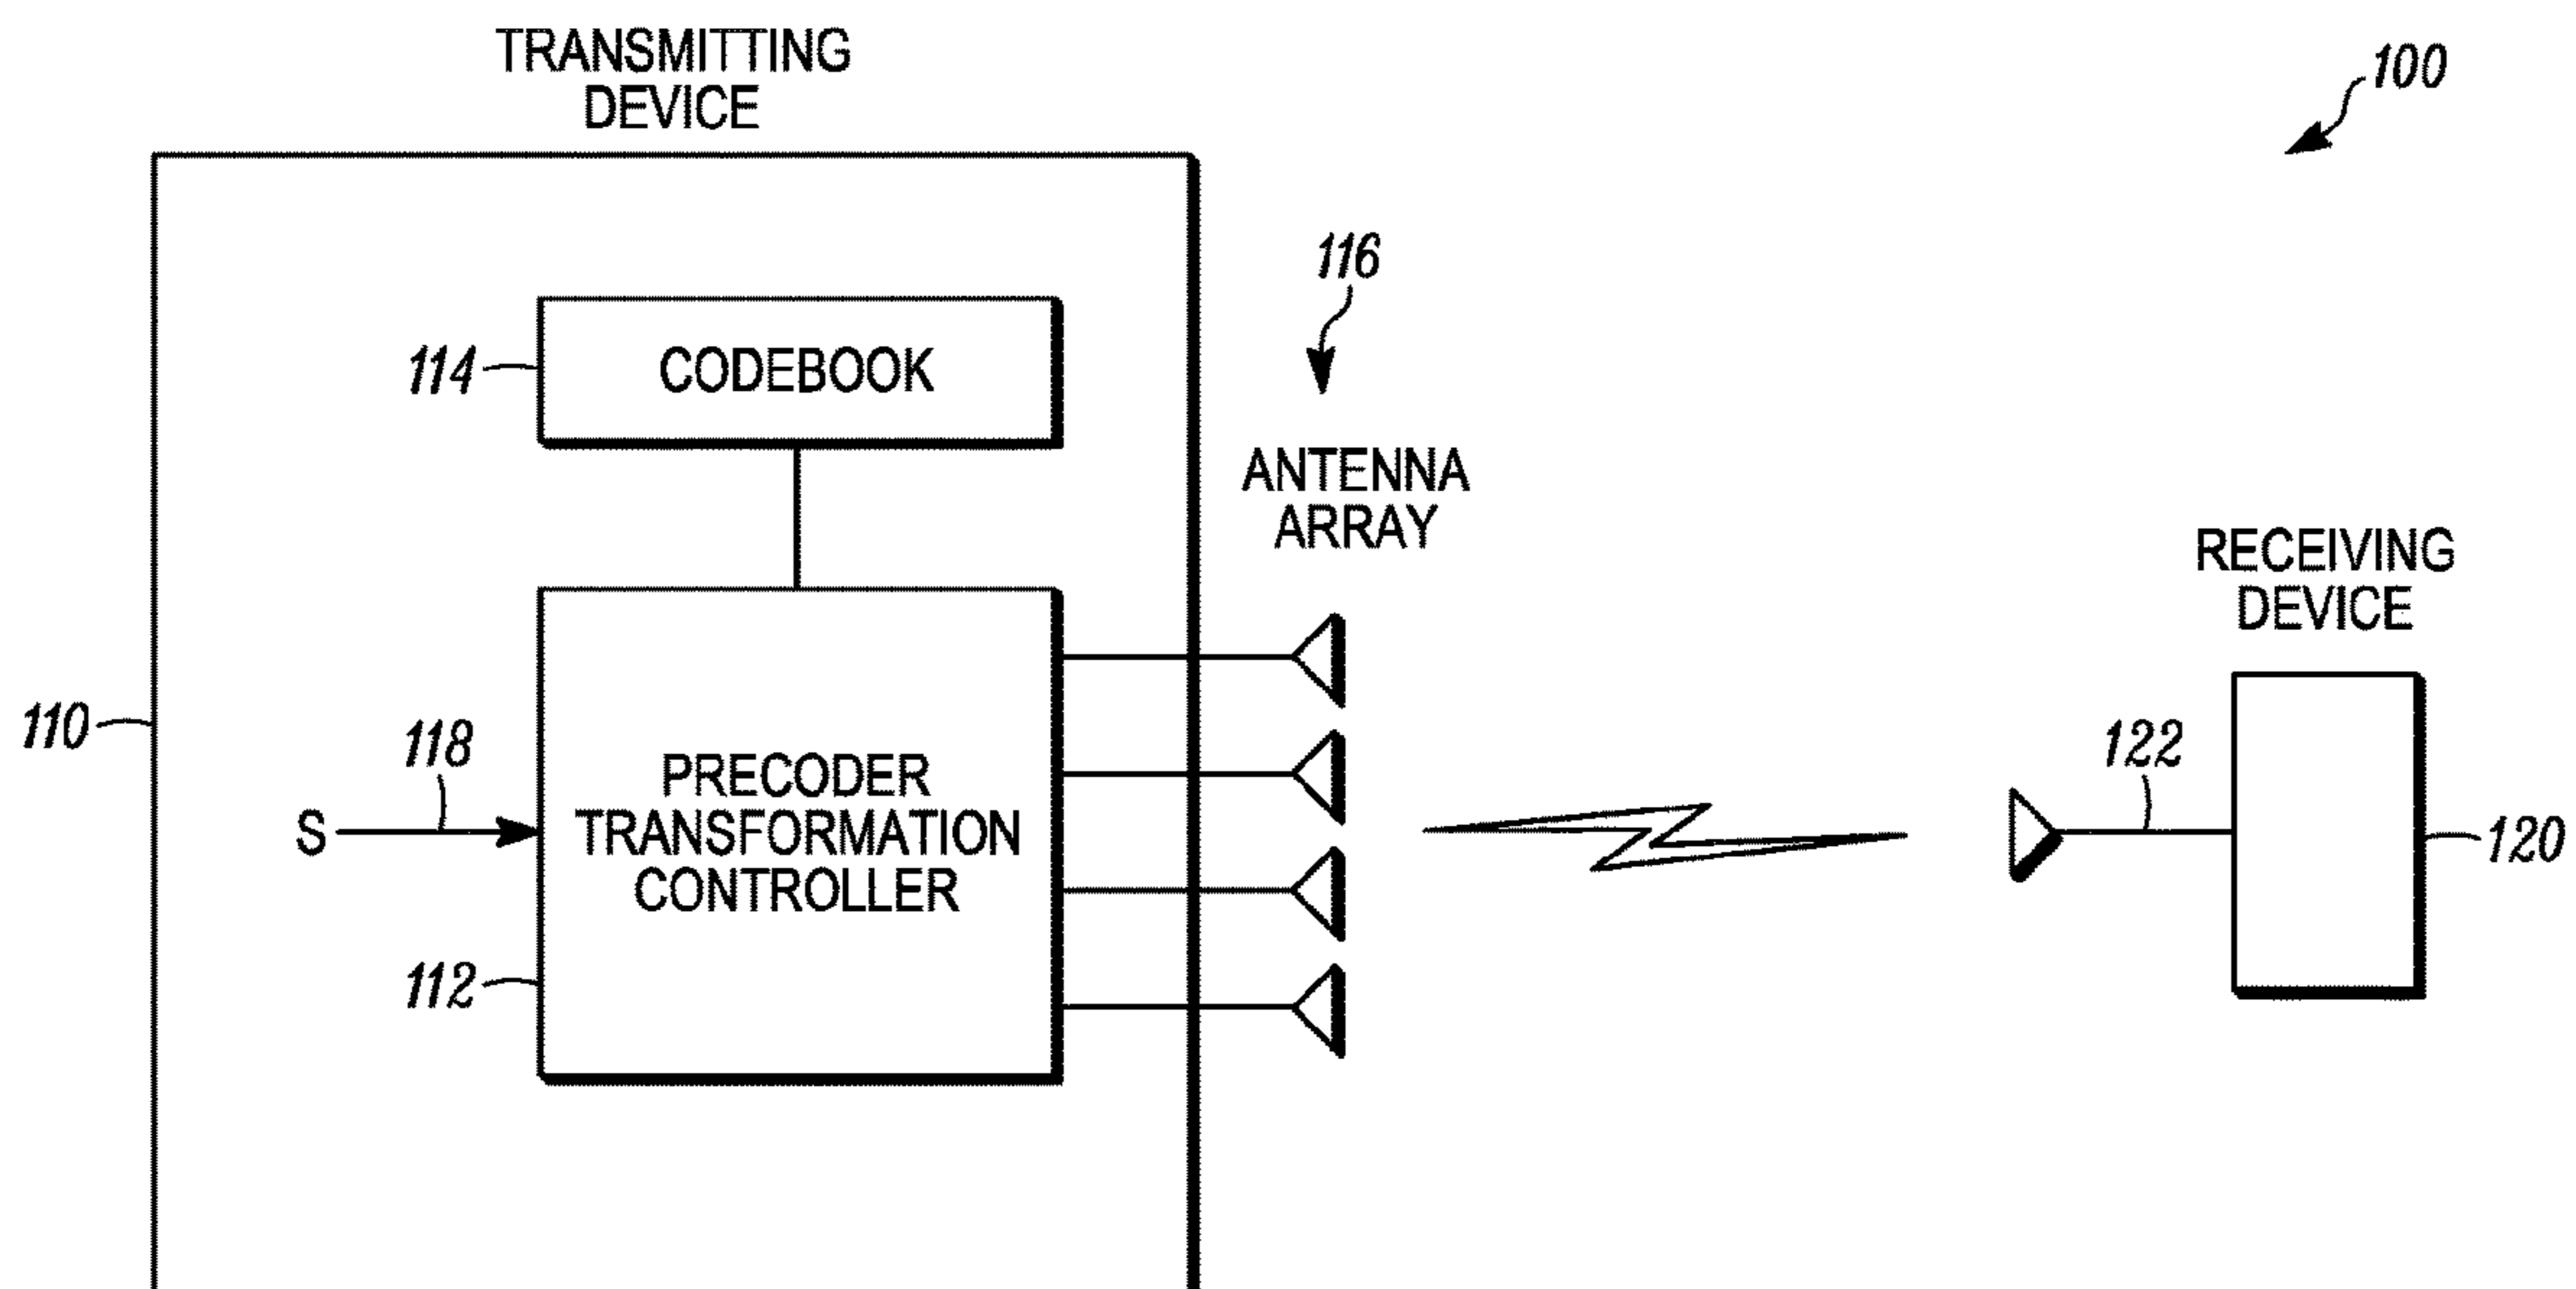 TRANSMITTING
DEVICE
100
116
114
CODEBOOK
ANTENNA
ARRAY
RECEIVING
DEVICE
110
118
S
PRECODER
TRANSFORMATION
CONTROLLER
112
122
120